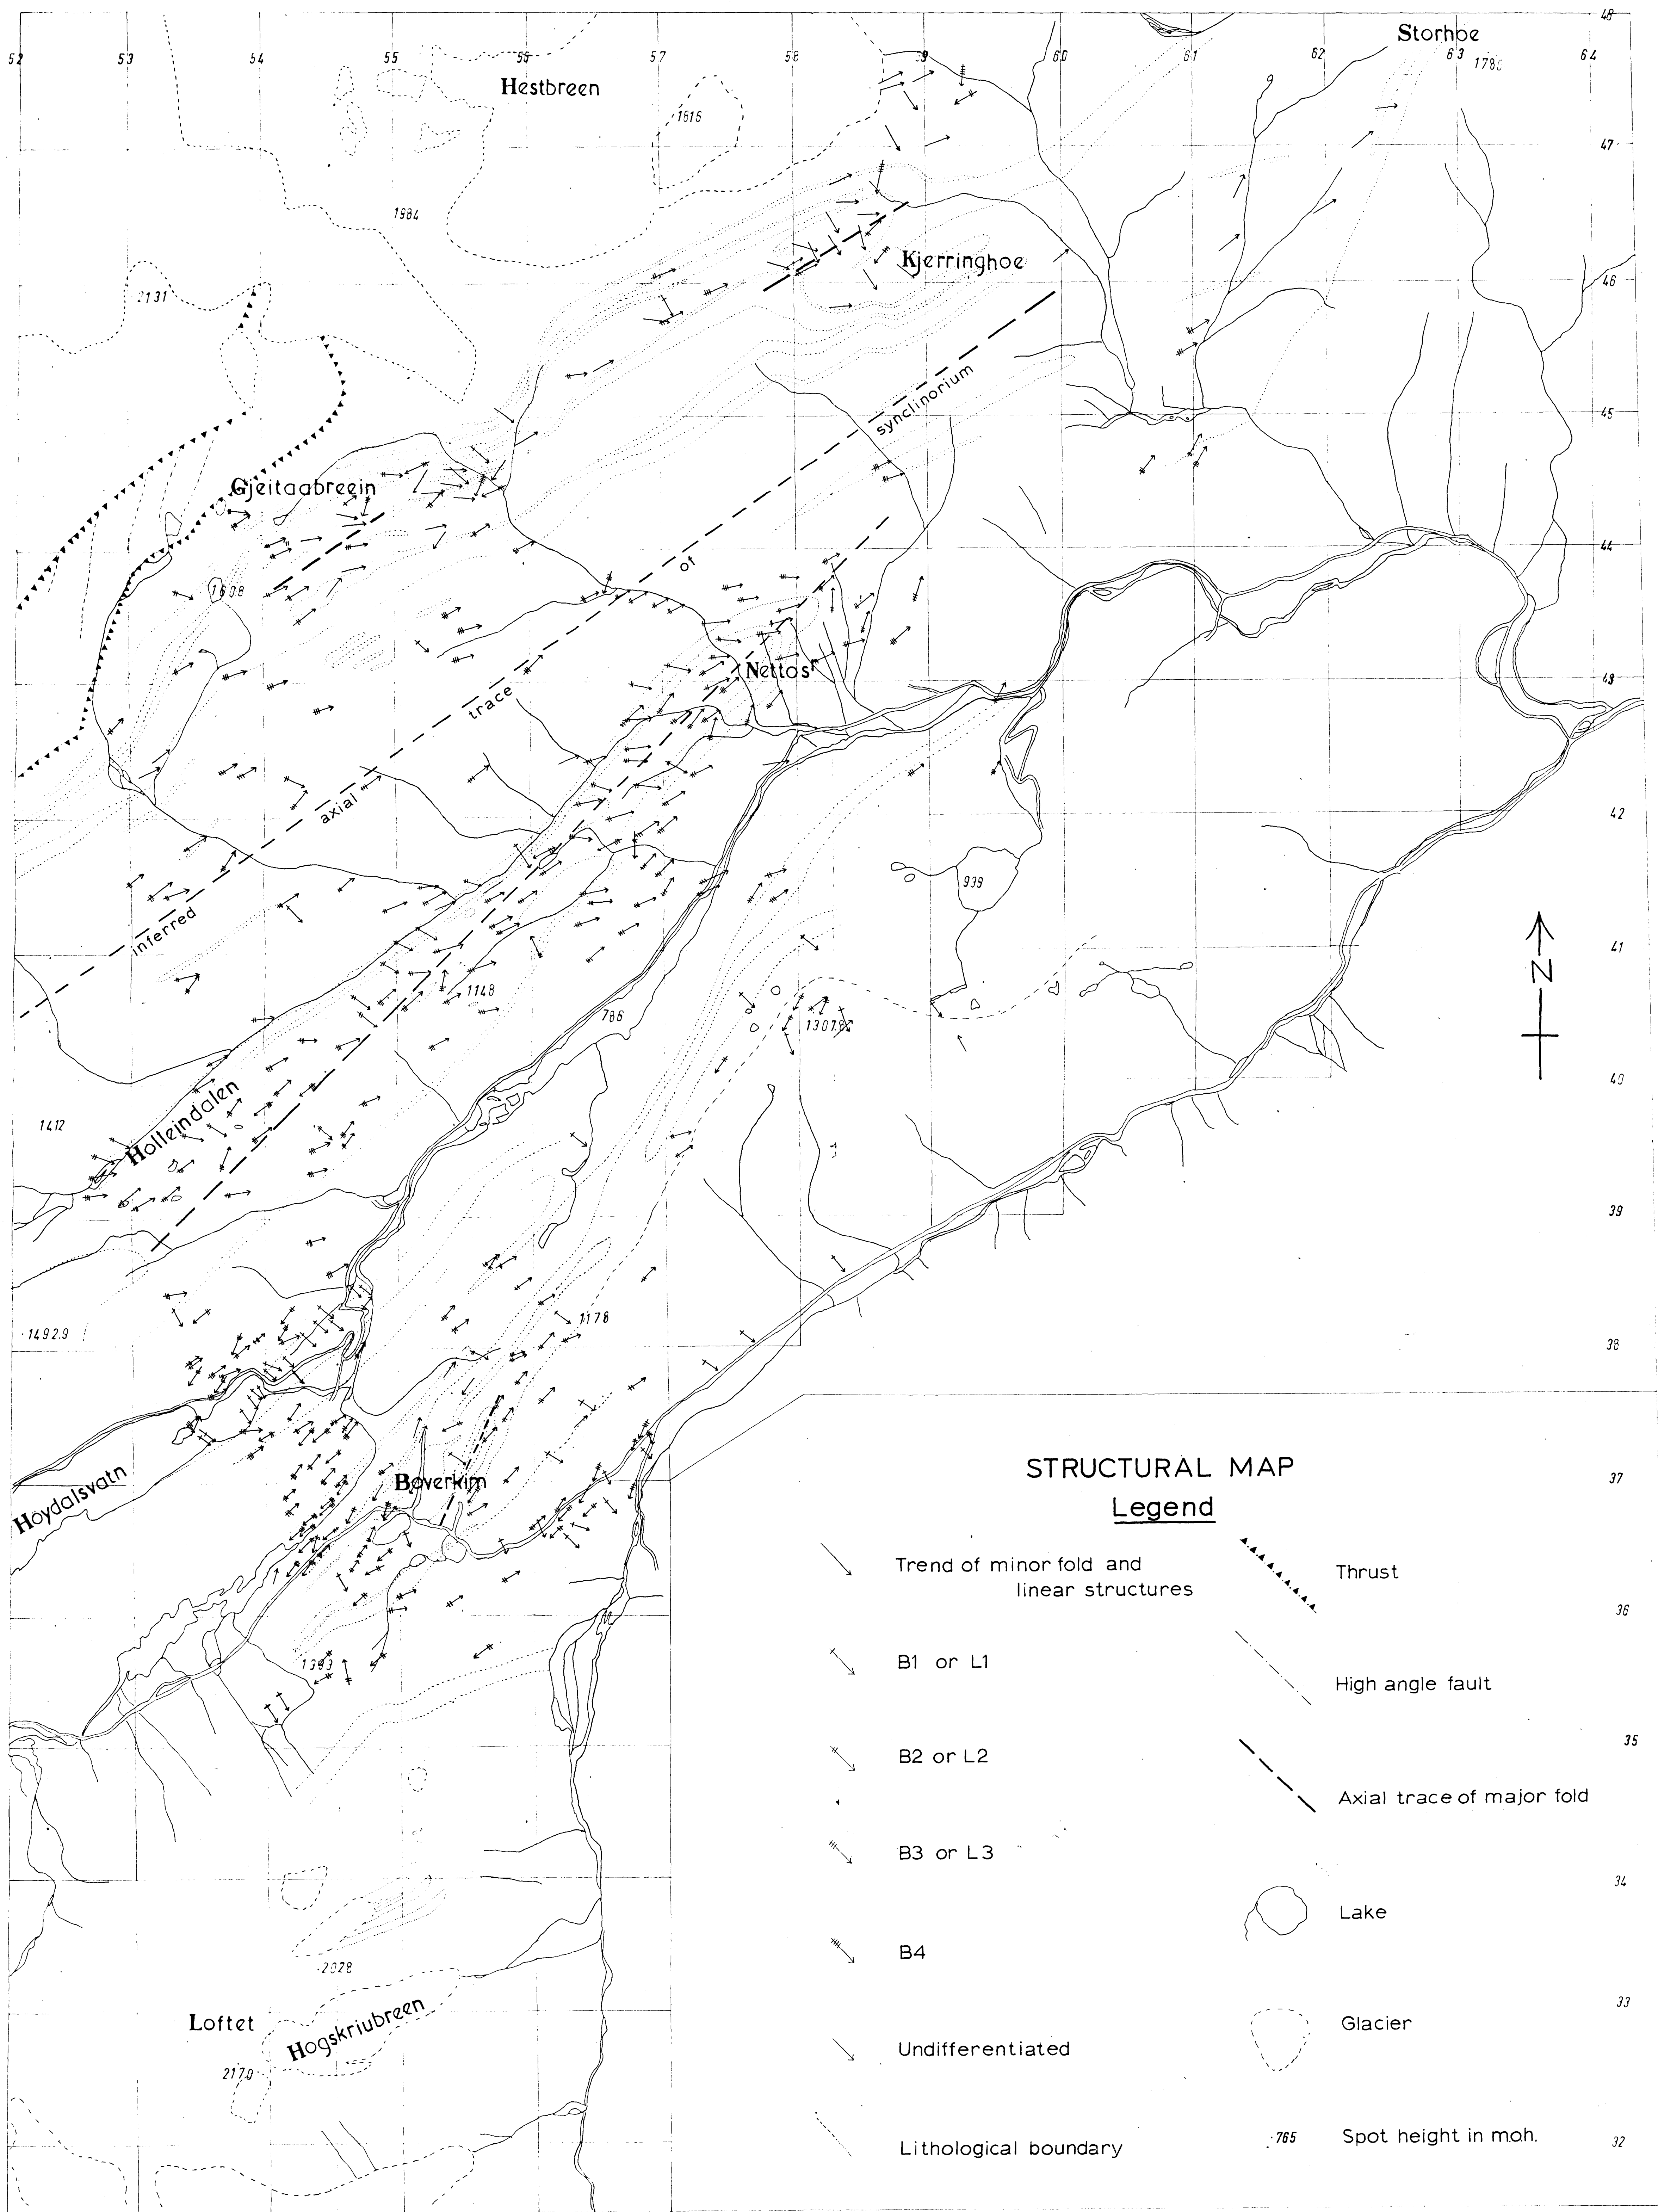 48
Storhoe
52
53
54
55
56
57
58
59
60
61
62
63
64
Hestbreen
1616
9
47
1984
Kjerringhoe
2131
46
synclinorium
45
Gjeitaabreein
of
44
1698
Nettos
trace
43
axial
42
939
inferred
41
1148
786
1307
N
40
Holleindalen
1412
39
1178
·1492.9
38
STRUCTURAL MAP
Legend
37
Bøverkim
Høydalsvatn
Trend of minor fold and
linear structures
Thrust
36
1393
B1 or L1
High angle fault
35
B2 or L2
Axial trace of major fold
B3 or L3
34
Lake
B4
·2028
33
Loftet
Hogskriubreen
Glacier
2170
Undifferentiated
Lithological boundary
·765
Spot height in m.o.h.
32